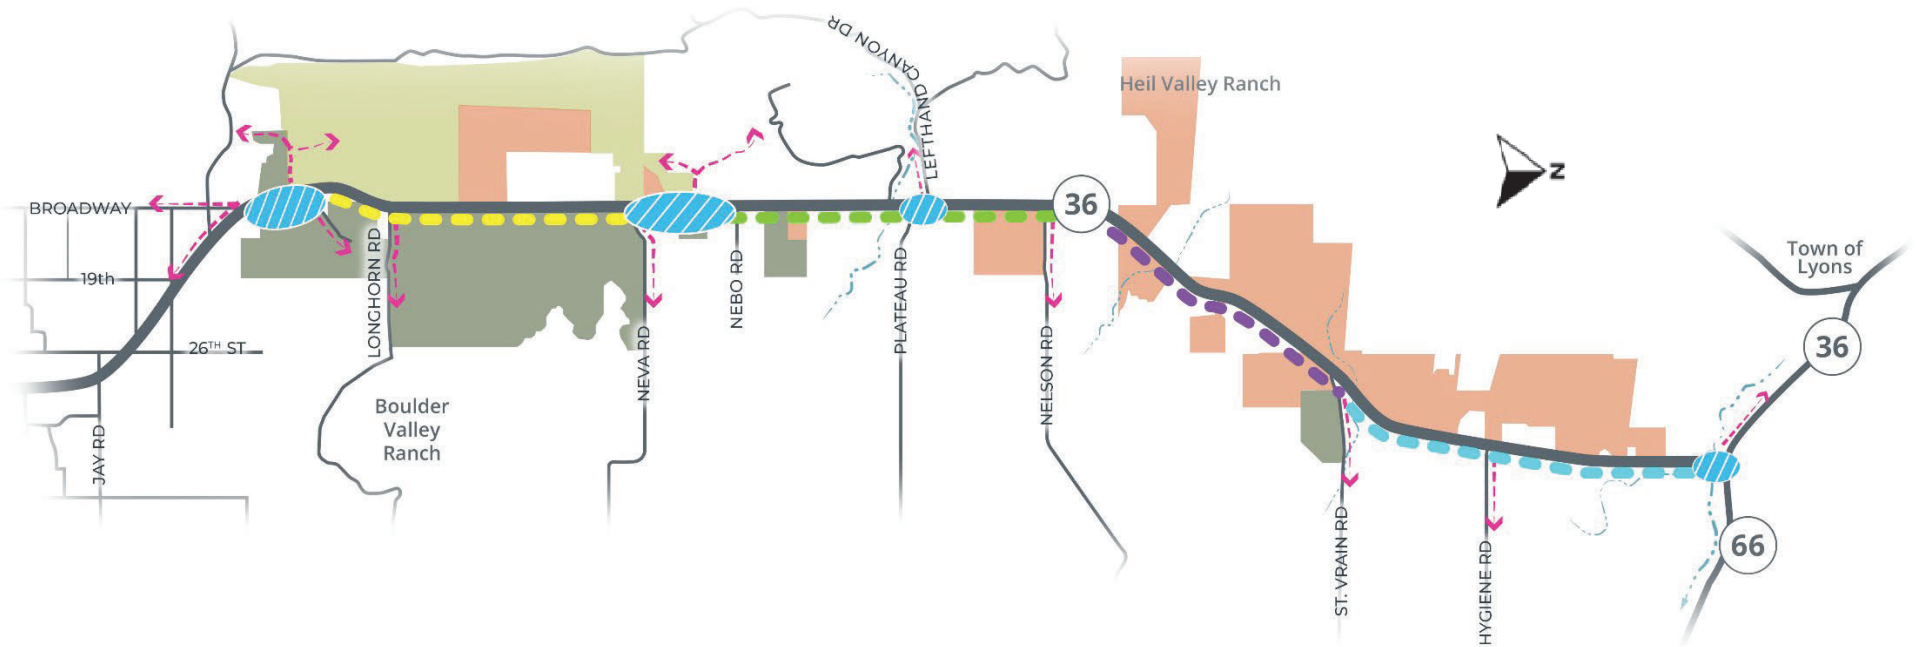 LEFTHAND CANYON DR
Heil Valley Ranch
N
BROADWAY
36
19th
LONGHORN RD
NEBO RD
PLATEAU RD
Town of
Lyons
26TH ST
NEVA RD
NELSON RD
36
Boulder
Valley
Ranch
JAY RD
ST. VRAIN RD
HYGIENE RD
66